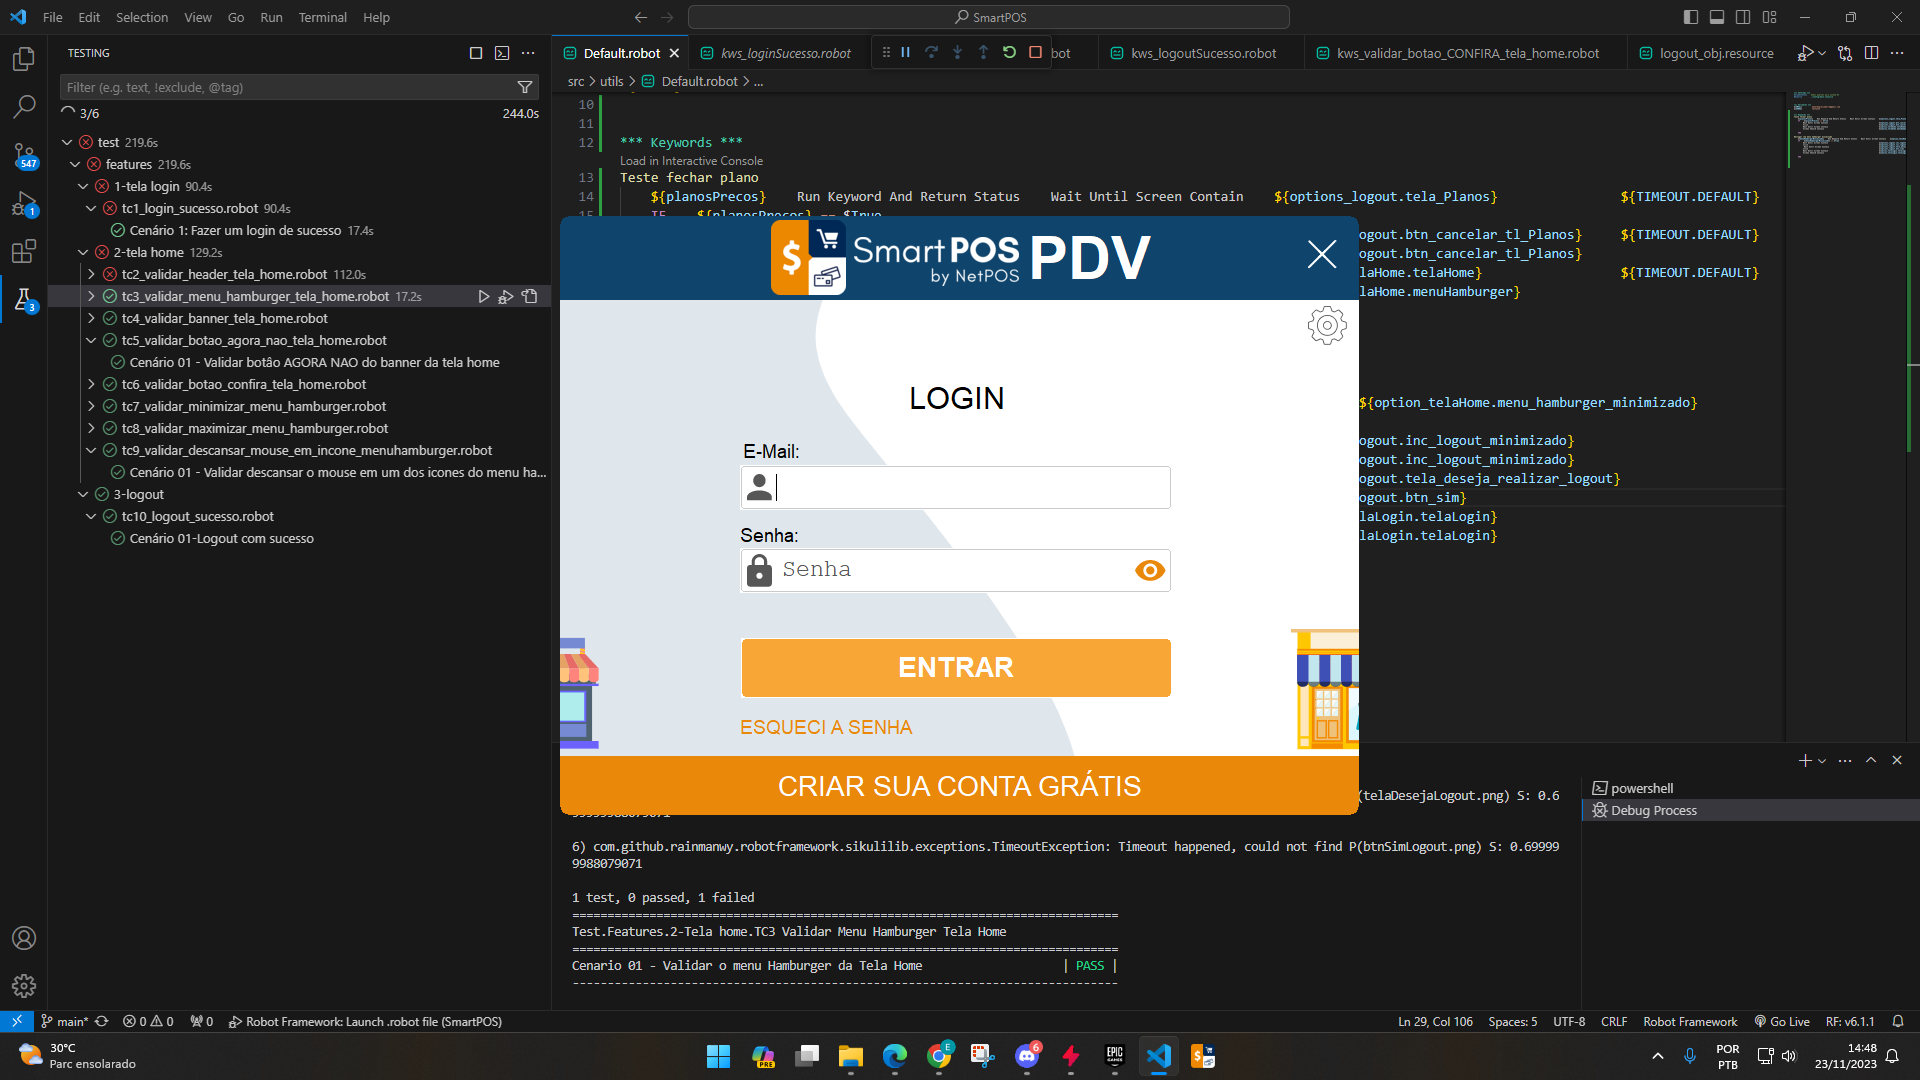 File Edit Selection View Go Run Terminal Help
SmartPOS
TESTING
Filter (e.g. text, !exclude, @tag)
3/6 244.0s
test 219.6s
features 219.6s
1-tela login 90.4s
tc1_login_sucesso.robot 90.4s
Cenário 1: Fazer um login de sucesso 17.4s
2-tela home 129.2s
tc2_validar_header_tela_home.robot 112.0s
tc3_validar_menu_hamburger_tela_home.robot 17.2s
tc4_validar_banner_tela_home.robot
tc5_validar_botao_agora_nao_tela_home.robot
Cenário 01 - Validar botão AGORA NAO do banner da tela home
tc6_validar_botao_confira_tela_home.robot
tc7_validar_minimizar_menu_hamburger.robot
tc8_validar_maximizar_menu_hamburger.robot
tc9_validar_descansar_mouse_em_incone_menuhamburger.robot
Cenário 01 - Validar descansar o mouse em um dos icones do menu ha...
3-logout
tc10_logout_sucesso.robot
Cenário 01-Logout com sucesso
547
1
3
Default.robot kws_loginSucesso.robot bot kws_logoutSucesso.robot kws_validar_botao_CONFIRA_tela_home.robot logout_obj.resource
src > utils > Default.robot > ...
10
11
12 *** Keywords ***
Load in Interactive Console
13 Teste fechar plano
14 ${planosPrecos} Run Keyword And Return Status Wait Until Screen Contain ${options_logout.tela_Planos} ${TIMEOUT.DEFAULT}
15 IF ${planosPrecos} == $True
ogout.btn_cancelar_tl_Planos} ${TIMEOUT.DEFAULT}
ogout.btn_cancelar_tl_Planos}
laHome.telaHome} ${TIMEOUT.DEFAULT}
laHome.menuHamburger}
${option_telaHome.menu_hamburger_minimizado}
ogout.inc_logout_minimizado}
ogout.inc_logout_minimizado}
ogout.tela_deseja_realizar_logout}
ogout.btn_sim}
laLogin.telaLogin}
laLogin.telaLogin}
$ SmartPOS PDV
by NetPOS
LOGIN
E-Mail:
Senha:
Senha
ENTRAR
ESQUECI A SENHA
CRIAR SUA CONTA GRÁTIS
(telaDesejaLogout.png) S: 0.6
9999988079071
6) com.github.rainmanwy.robotframework.sikulilib.exceptions.TimeoutException: Timeout happened, could not find P(btnSimLogout.png) S: 0.69999
9988079071
1 test, 0 passed, 1 failed
==============================================================================
Test.Features.2-Tela home.TC3 Validar Menu Hamburger Tela Home
==============================================================================
Cenario 01 - Validar o menu Hamburger da Tela Home | PASS |
------------------------------------------------------------------------------
powershell
Debug Process
main* 0 0 0 Robot Framework: Launch .robot file (SmartPOS) Ln 29, Col 106 Spaces: 5 UTF-8 CRLF Robot Framework Go Live RF: v6.1.1
30°C
Parc ensolarado
PRE
E
6
EPIC
GAMES
POR
PTB
14:48
23/11/2023